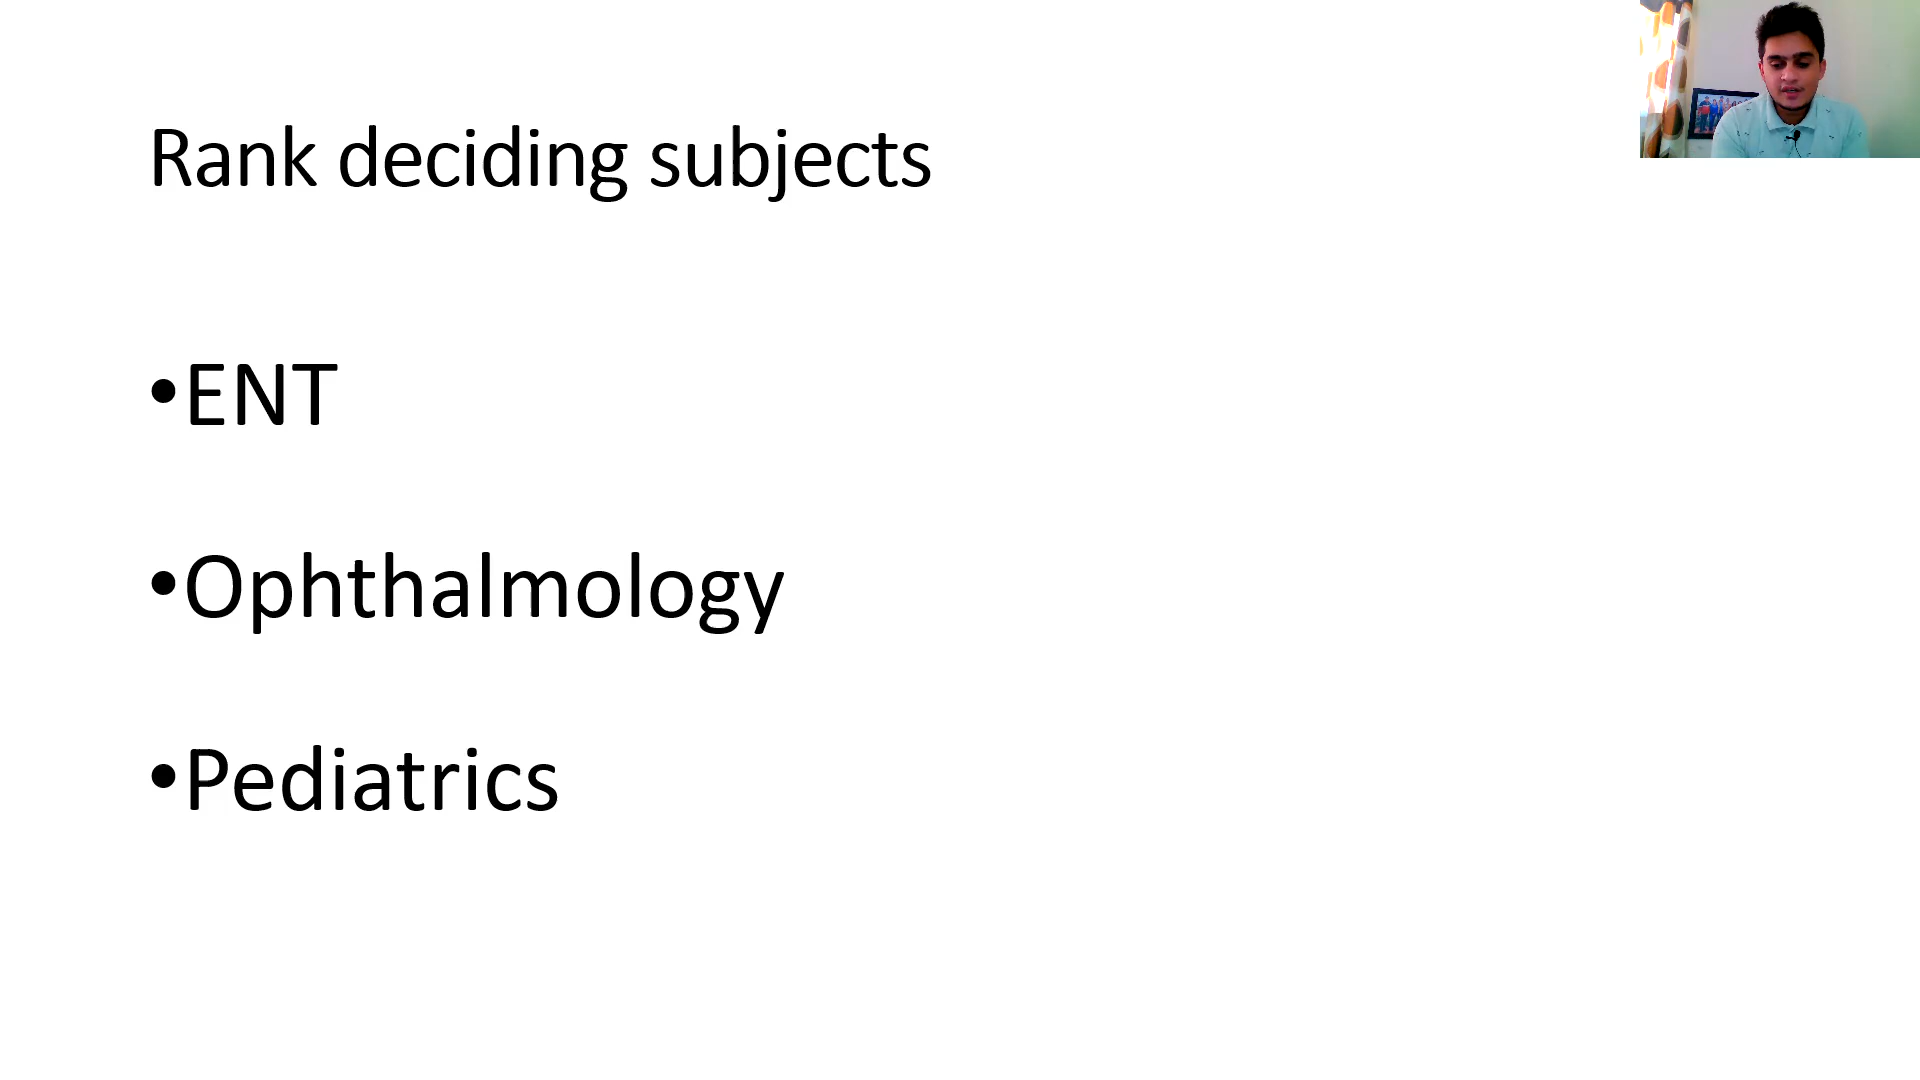 Rank deciding subjects
•ENT
•Ophthalmology
•Pediatrics